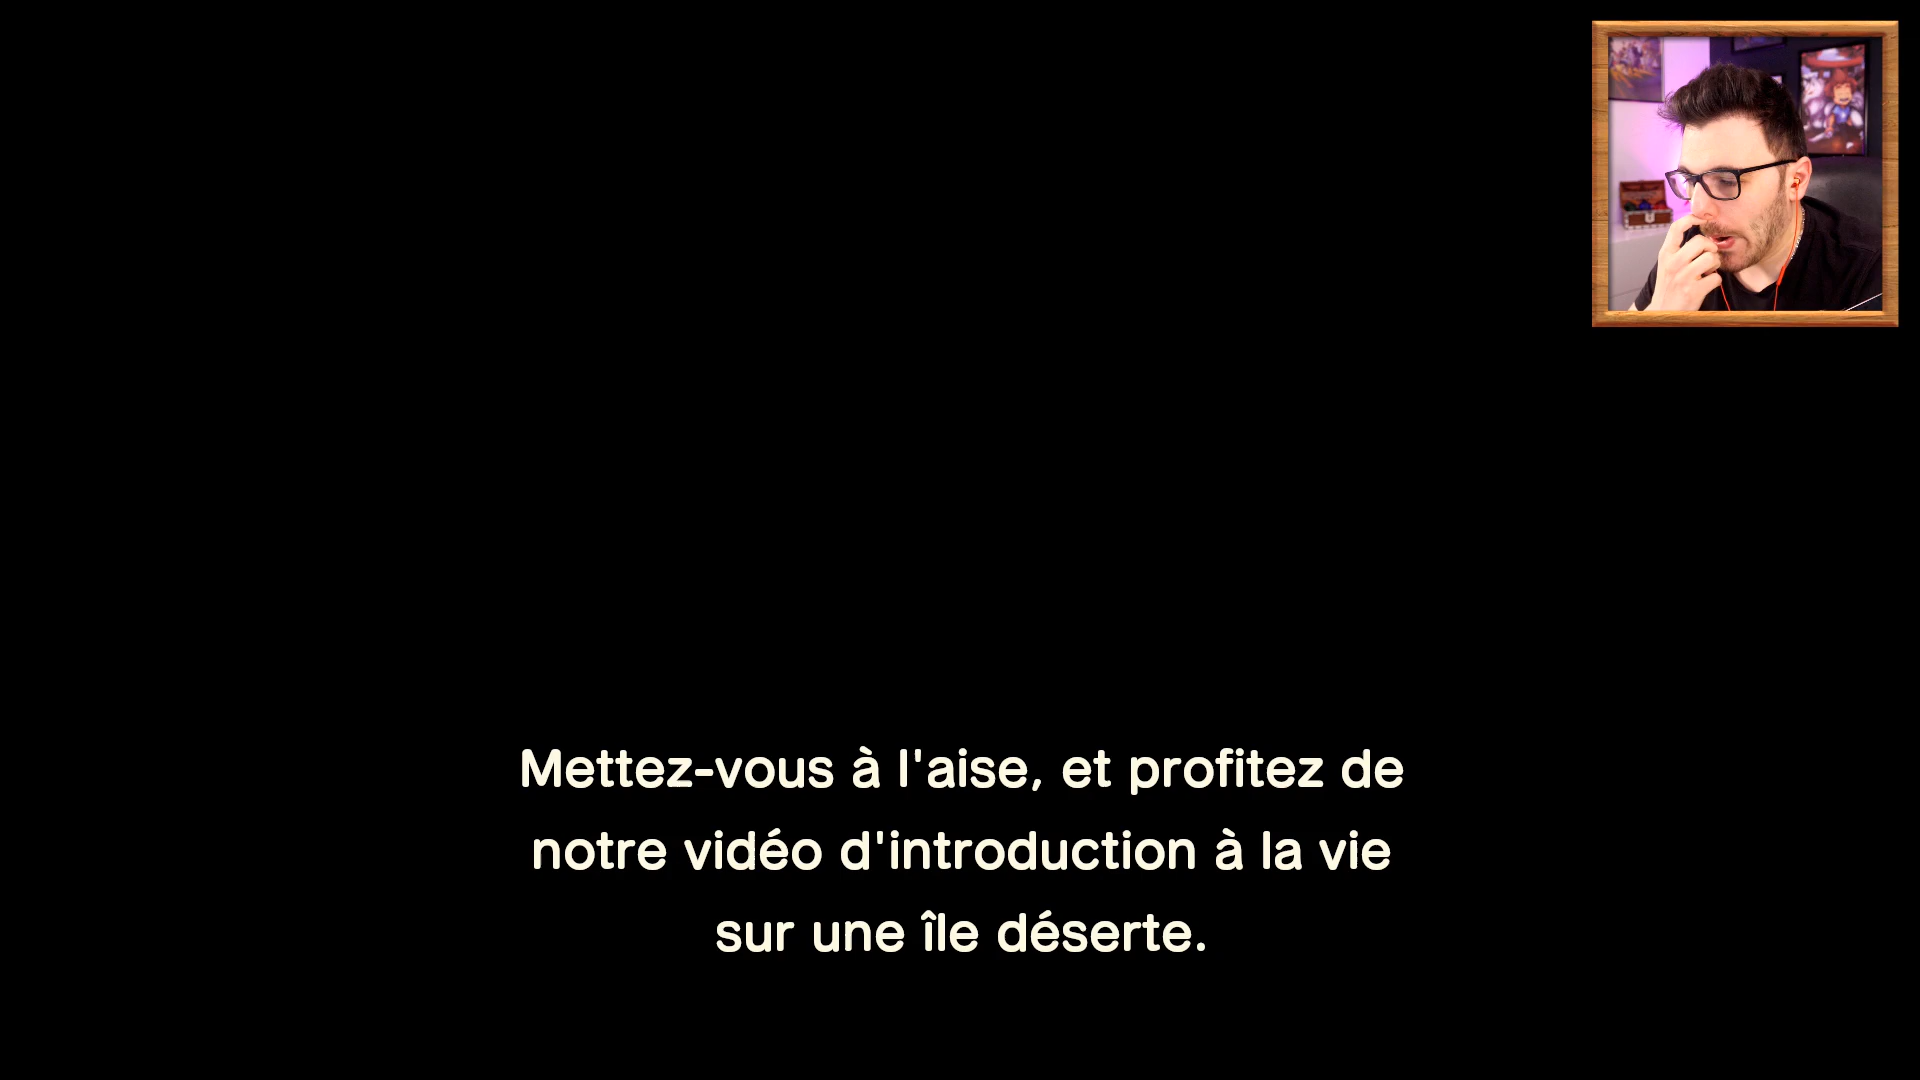 Mettez-vous à l'aise, et profitez de
notre vidéo d'introduction à la vie
sur une île déserte.